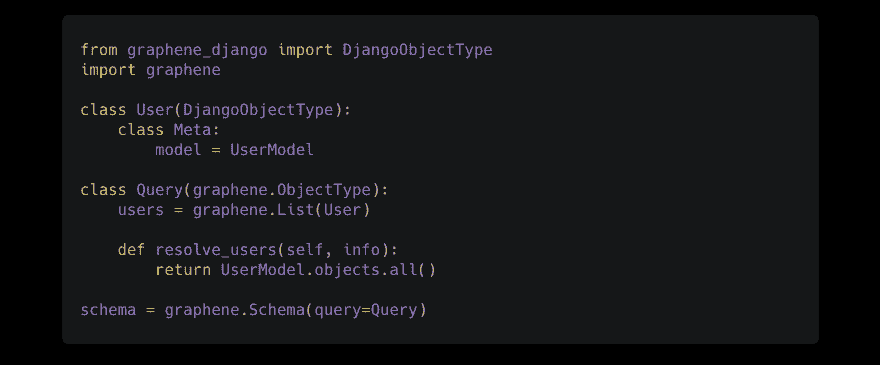 from graphene_django import DjangoObjectType
import graphene

class User(DjangoObjectType):
    class Meta:
        model = UserModel

class Query(graphene.ObjectType):
    users = graphene.List(User)

    def resolve_users(self, info):
        return UserModel.objects.all()

schema = graphene.Schema(query=Query)